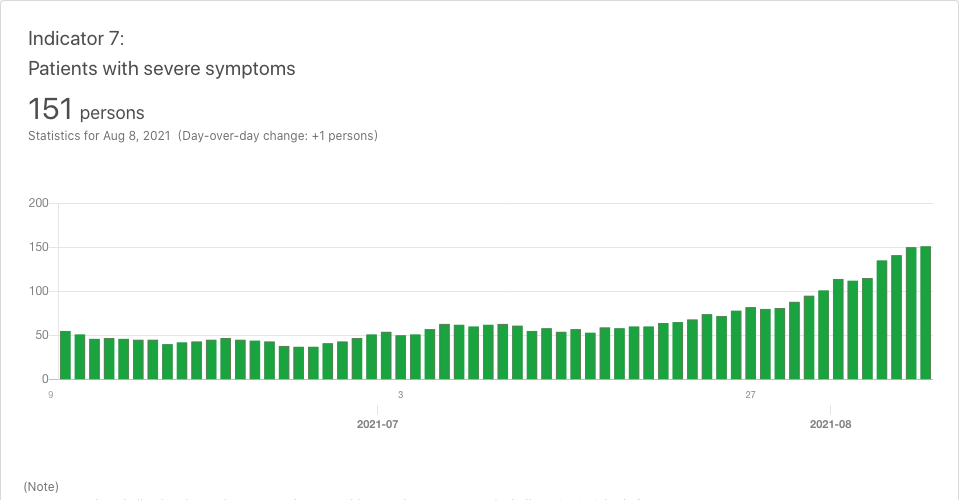 Indicator 7:
Patients with severe symptoms
151 persons
Statistics for Aug 8, 2021 (Day-over-day change: +1 persons)
200
150
100
50
0
9 3 27
2021-07 2021-08
(Note)